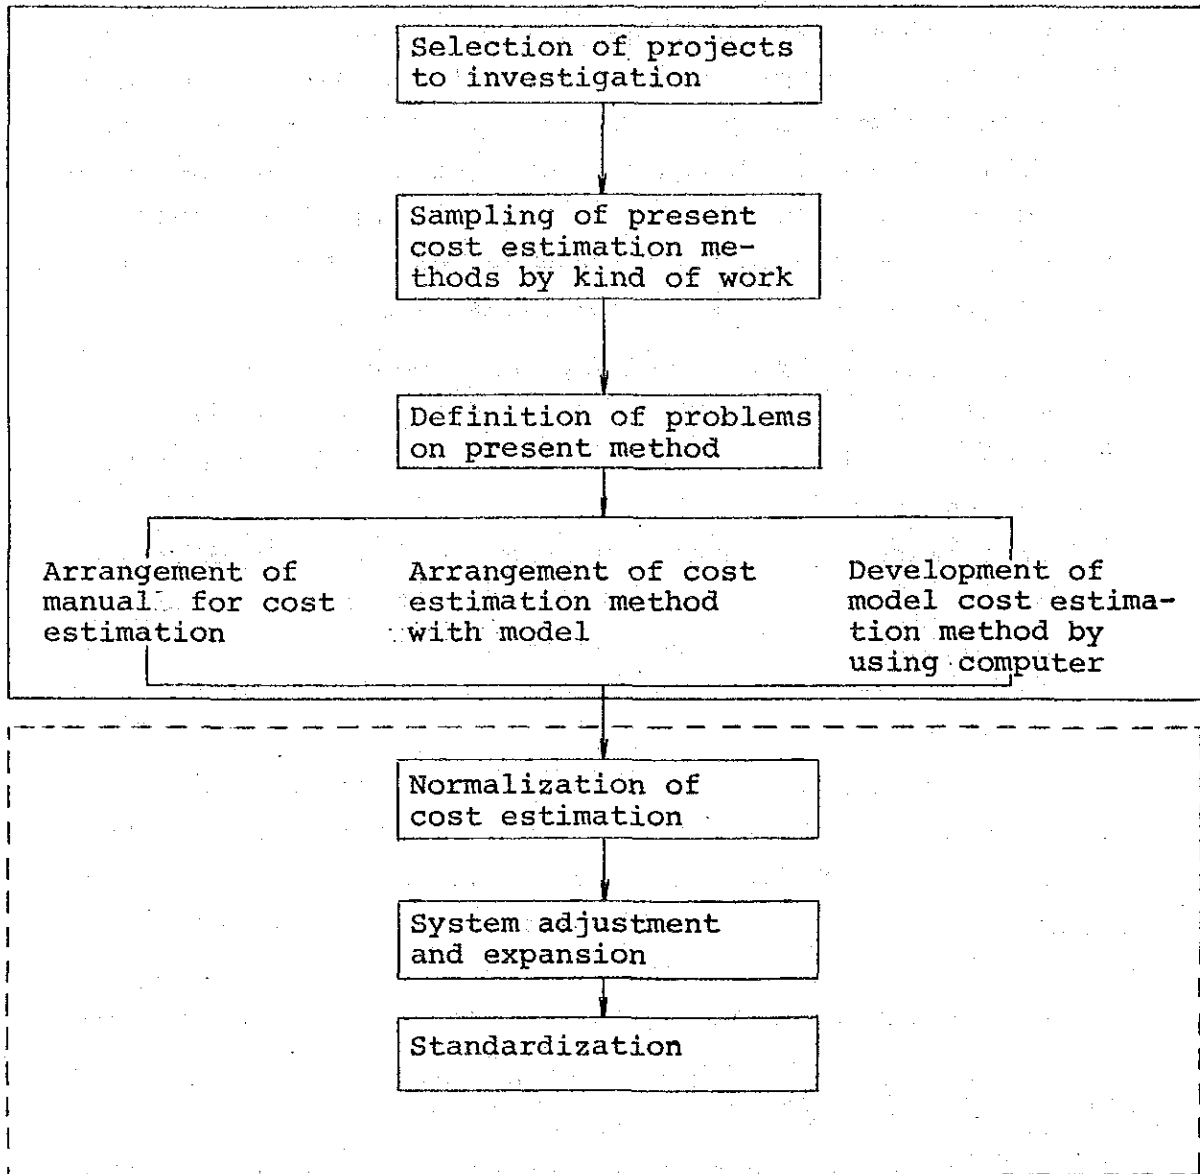 Selection of projects
to investigation
Sampling of present
cost estimation me-
thods by kind of work
Definition of problems
on present method
Arrangement of
manual for cost
estimation
Arrangement of cost
estimation method
with model
Development of
model cost estima-
tion method by
using computer
Normalization of
cost estimation
System adjustment
and expansion
Standardization